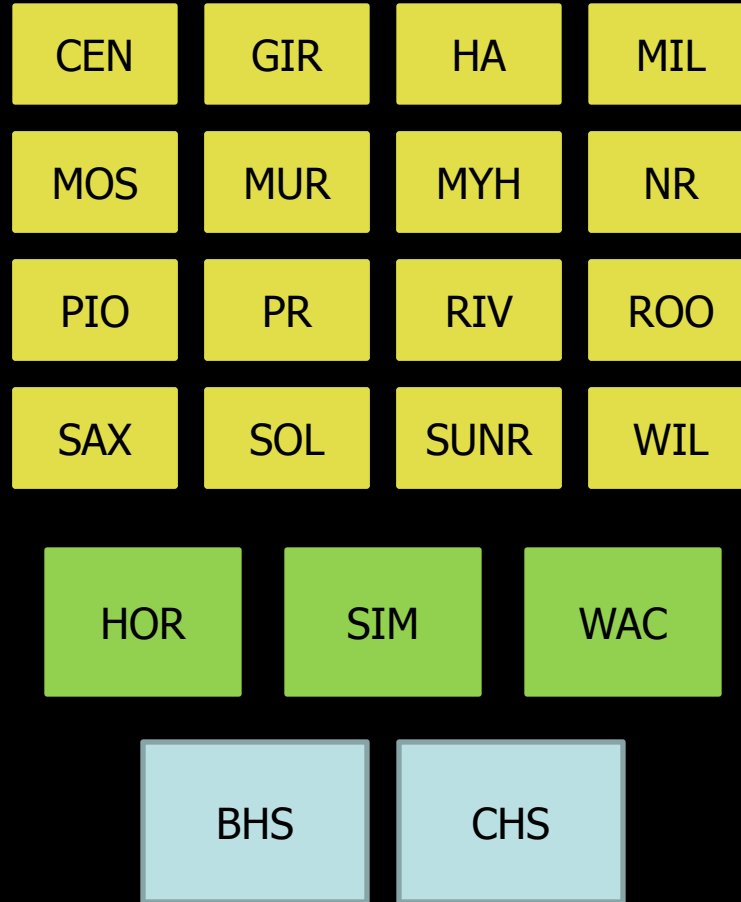 CEN GIR HA MIL
MOS MUR MYH NR
PIO PR RIV ROO
SAX SOL SUNR WIL
HOR SIM WAC
BHS CHS